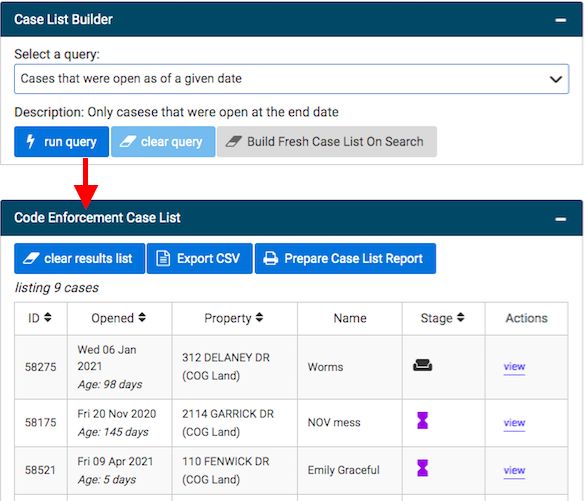 Case List Builder
Select a query:
Cases that were open as of a given date
Description: Only casese that were open at the end date
run query clear query Build Fresh Case List On Search
Code Enforcement Case List
clear results list Export CSV Prepare Case List Report
listing 9 cases
ID Opened Property Name Stage Actions
58275 Wed 06 Jan 2021 Age: 98 days 312 DELANEY DR (COG Land) Worms view
58175 Fri 20 Nov 2020 Age: 145 days 2114 GARRICK DR (COG Land) NOV mess view
58521 Fri 09 Apr 2021 Age: 5 days 110 FENWICK DR (COG Land) Emily Graceful view